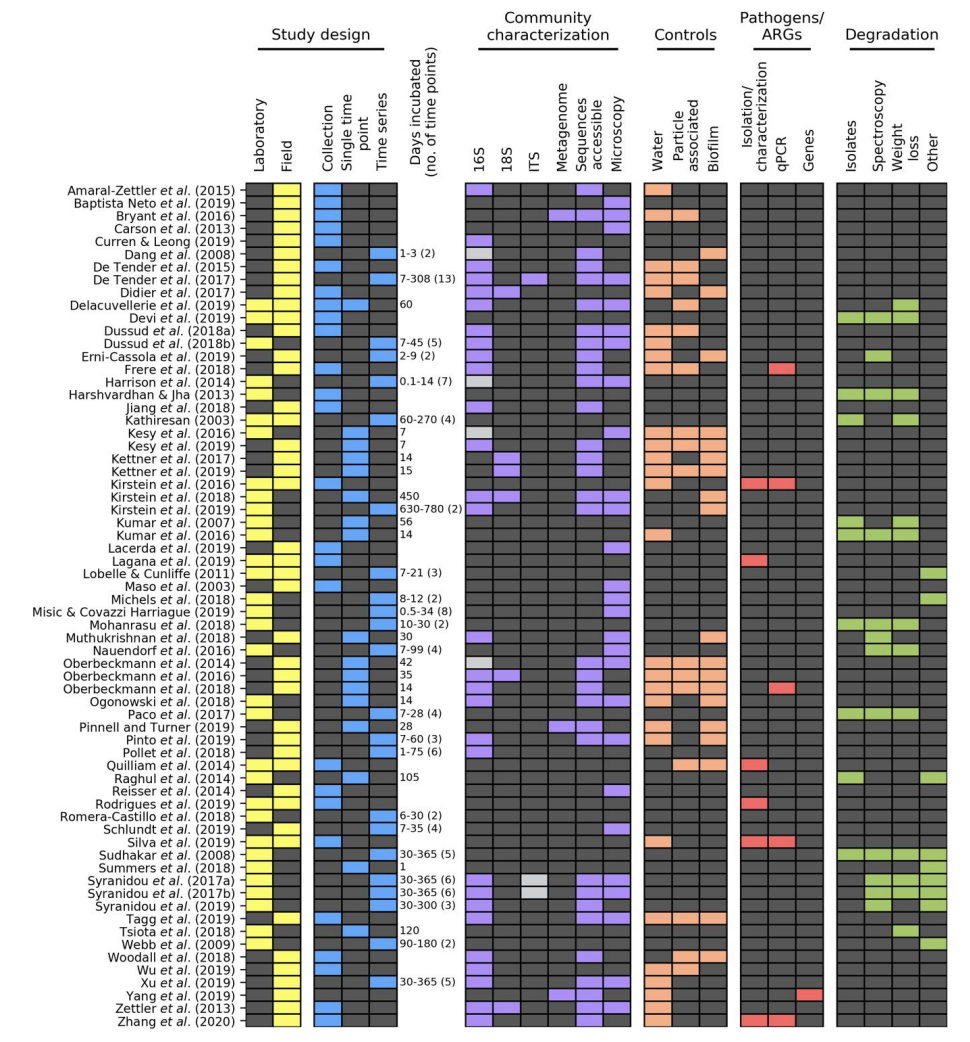 Study design
Community
characterization
Controls
Pathogens/
ARGs
Degradation
Laboratory
Field
Collection
Single time
point
Time series
Days incubated
(no. of time points)
16S
18S
ITS
Metagenome
Sequences
accessible
Microscopy
Water
Particle
associated
Biofilm
Isolation/
characterization
qPCR
Genes
Isolates
Spectroscopy
Weight
loss
Other
Amaral-Zettler et al. (2015)
Baptista Neto et al. (2019)
Bryant et al. (2016)
Carson et al. (2013)
Curren & Leong (2019)
Dang et al. (2008) 1-3 (2)
De Tender et al. (2015)
De Tender et al. (2017) 7-308 (13)
Didier et al. (2017)
Delacuvellerie et al. (2019) 60
Devi et al. (2019)
Dussud et al. (2018a)
Dussud et al. (2018b) 7-45 (5)
Erni-Cassola et al. (2019) 2-9 (2)
Frere et al. (2018)
Harrison et al. (2014) 0.1-14 (7)
Harshvardhan & Jha (2013)
Jiang et al. (2018)
Kathiresan (2003) 60-270 (4)
Kesy et al. (2016) 7
Kesy et al. (2019) 7
Kettner et al. (2017) 14
Kettner et al. (2019) 15
Kirstein et al. (2016)
Kirstein et al. (2018) 450
Kirstein et al. (2019) 630-780 (2)
Kumar et al. (2007) 56
Kumar et al. (2016) 14
Lacerda et al. (2019)
Lagana et al. (2019)
Lobelle & Cunliffe (2011) 7-21 (3)
Maso et al. (2003)
Michels et al. (2018) 8-12 (2)
Misic & Covazzi Harriague (2019) 0.5-34 (8)
Mohanrasu et al. (2018) 10-30 (2)
Muthukrishnan et al. (2018) 30
Nauendorf et al. (2016) 7-99 (4)
Oberbeckmann et al. (2014) 42
Oberbeckmann et al. (2016) 35
Oberbeckmann et al. (2018) 14
Ogonowski et al. (2018) 14
Paco et al. (2017) 7-28 (4)
Pinnell and Turner (2019) 28
Pinto et al. (2019) 7-60 (3)
Pollet et al. (2018) 1-75 (6)
Quilliam et al. (2014)
Raghul et al. (2014) 105
Reisser et al. (2014)
Rodrigues et al. (2019)
Romera-Castillo et al. (2018) 6-30 (2)
Schlundt et al. (2019) 7-35 (4)
Silva et al. (2019)
Sudhakar et al. (2008) 30-365 (5)
Summers et al. (2018) 1
Syranidou et al. (2017a) 30-365 (6)
Syranidou et al. (2017b) 30-365 (6)
Syranidou et al. (2019) 30-300 (3)
Tagg et al. (2019)
Tsiota et al. (2018) 120
Webb et al. (2009) 90-180 (2)
Woodall et al. (2018)
Wu et al. (2019)
Xu et al. (2019) 30-365 (5)
Yang et al. (2019)
Zettler et al. (2013)
Zhang et al. (2020)